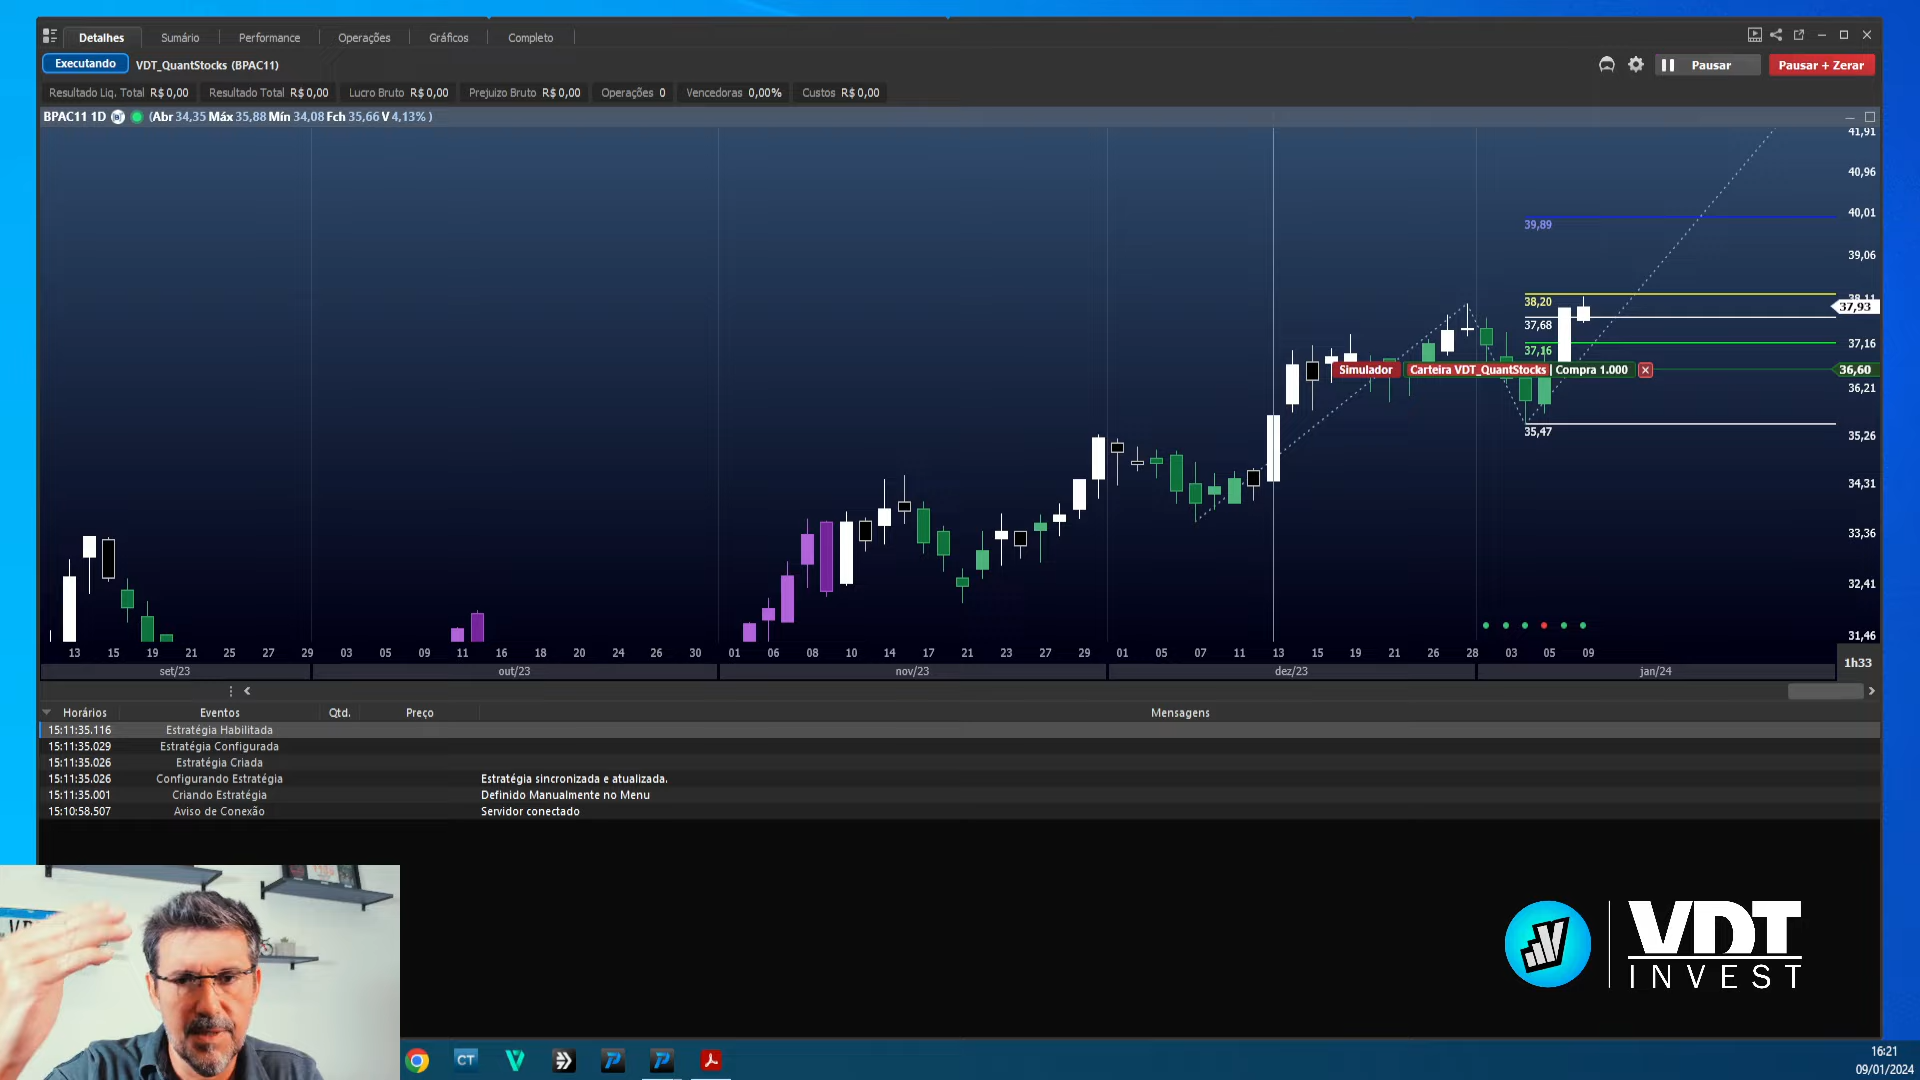 Detalhes Sumário Performance Operações Gráficos Completo
Executando VDT_QuantStocks (BPAC11) Pausar Pausar + Zerar
Resultado Liq. Total R$ 0,00 Resultado Total R$ 0,00 Lucro Bruto R$ 0,00 Prejuizo Bruto R$ 0,00 Operações 0 Vencedoras 0,00% Custos R$ 0,00
BPAC11 1D (Abr 34,35 Máx 35,88 Mín 34,08 Fch 35,66 V 4,13% )
41,91
40,96
40,01
39,89
39,06
38,20
38,11
37,93
37,68
37,16
37,16
Simulador Carteira VDT_QuantStocks | Compra 1.000 36,60
36,21
35,47
35,26
34,31
33,36
32,41
31,46
13 15 19 21 25 27 29 03 05 09 11 16 18 20 24 26 30 01 06 08 10 14 17 21 23 27 29 01 05 07 11 13 15 19 21 26 28 03 05 09
set/23 out/23 nov/23 dez/23 jan/24 1h33
Horários Eventos Qtd. Preço Mensagens
15:11:35.116 Estratégia Habilitada
15:11:35.029 Estratégia Configurada
15:11:35.026 Estratégia Criada
15:11:35.026 Configurando Estratégia Estratégia sincronizada e atualizada.
15:11:35.001 Criando Estratégia Definido Manualmente no Menu
15:10:58.507 Aviso de Conexão Servidor conectado
VDT
INVEST
CT
16:21
09/01/2024